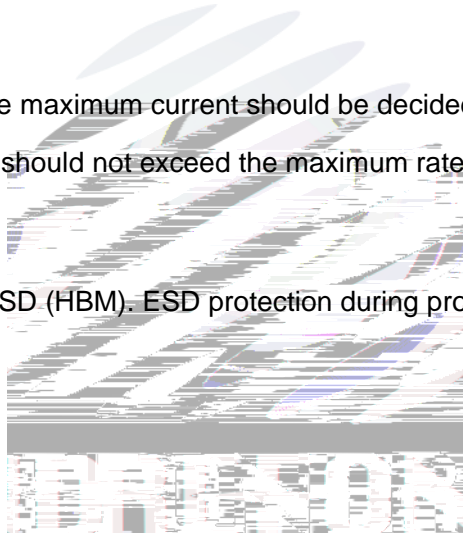 e maximum current should be decided
should not exceed the maximum rate
SD (HBM). ESD protection during pro